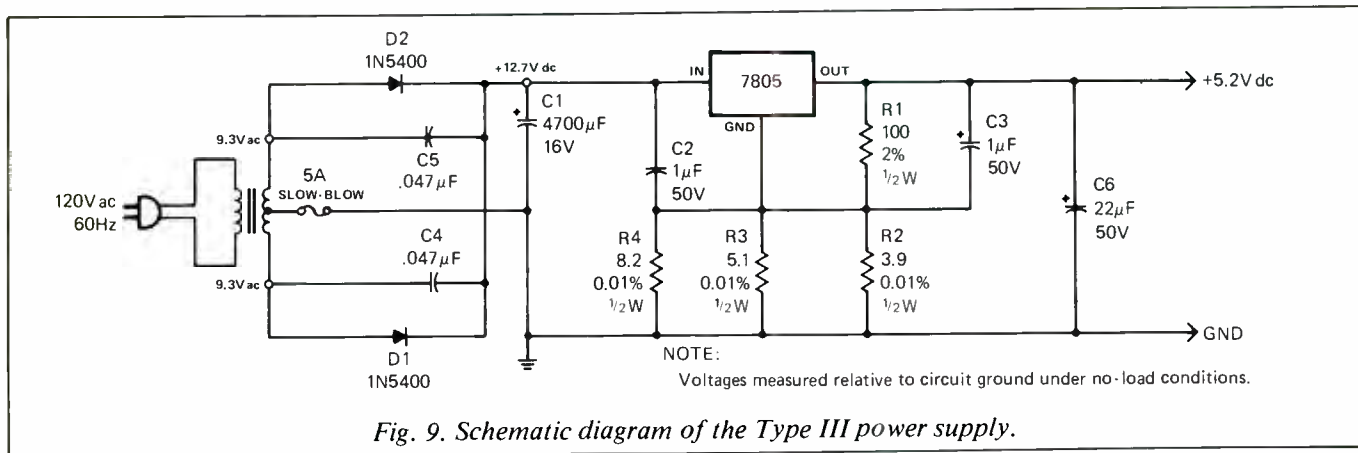 D2
1N5400
+12.7V dc
IN
7805
OUT
GND
+5.2V dc
9.3V ac
C5
.047μF
C1
+
4700μF
16V
C2
1μF
50V
R1
100
2%
1/2W
+
C3
1μF
50V
+
C6
22μF
50V
120V ac
60Hz
5A
SLOW-BLOW
9.3V ac
C4
.047μF
R4
8.2
0.01%
1/2W
R3
5.1
0.01%
1/2W
R2
3.9
0.01%
1/2W
D1
1N5400
GND
NOTE:
Voltages measured relative to circuit ground under no-load conditions.
Fig. 9. Schematic diagram of the Type III power supply.